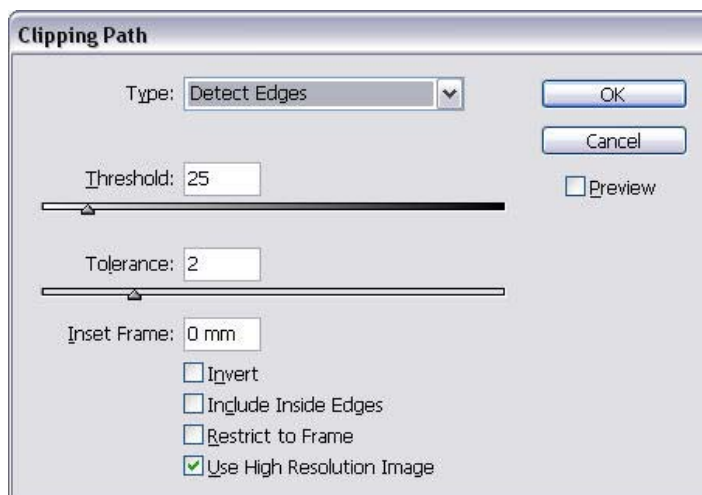 Clipping Path
Type: Detect Edges
OK
Cancel
Threshold: 25
Preview
Tolerance: 2
Inset Frame: 0 mm
Invert
Include Inside Edges
Restrict to Frame
Use High Resolution Image